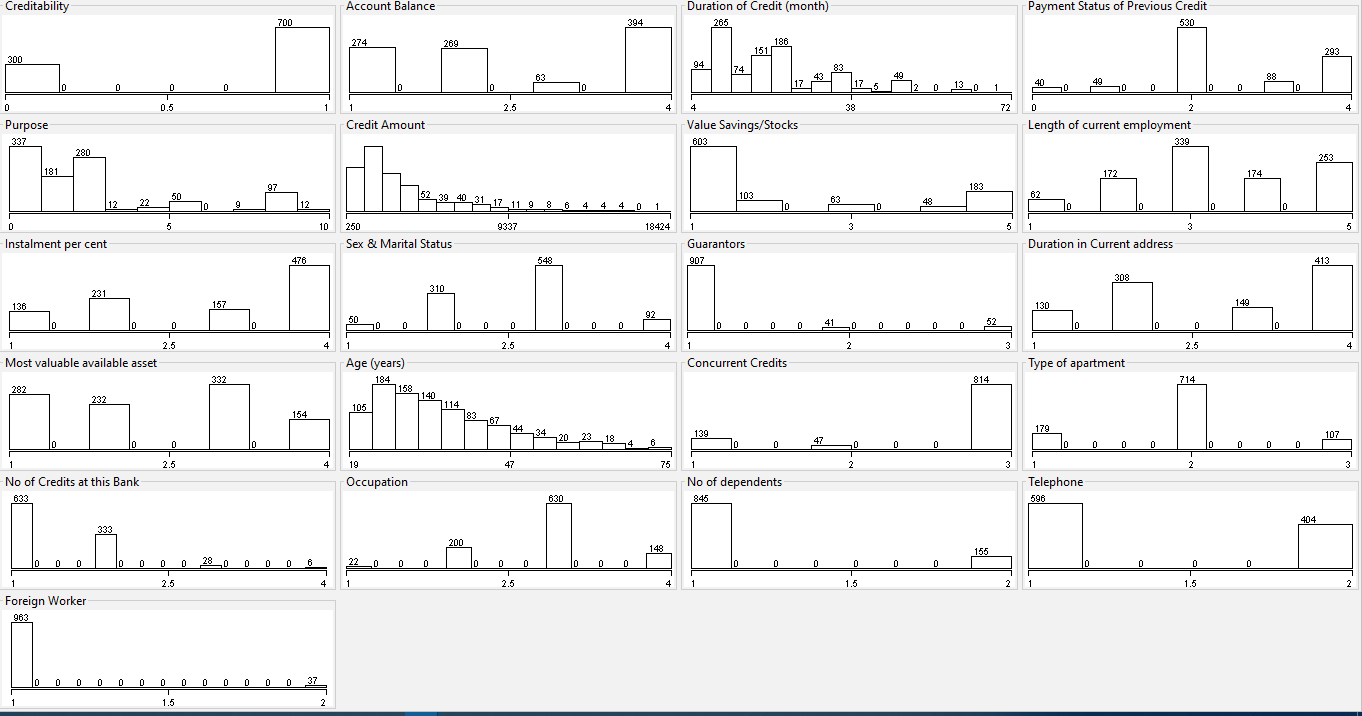 Creditability
700
300
0 0 0 0
0 0.5 1
Account Balance
394
274 269
63
0 0 0
1 2.5 4
Duration of Credit (month)
265
186
151
94 74 83
17 43 17 5 49 2 0 13 0 1
4 38 72
Payment Status of Previous Credit
530
293
40 49 88
0 0 0 0 0 0
0 2 4
Purpose
337
280
181
97
12 22 50 0 9 12
0 5 10
Credit Amount
52 39 40 31 17 11 9 8 6 4 4 4 0 1
250 9337 18424
Value Savings/Stocks
603
183
103 0 63 0 48
1 3 5
Length of current employment
339
253
172 174
62
0 0 0 0
1 3 5
Instalment per cent
476
231
136 157
0 0 0 0
1 2.5 4
Sex & Marital Status
548
310
50 0 0 0 0 0 0 0 0 92
1 2.5 4
Guarantors
907
0 0 0 0 41 0 0 0 0 0 52
1 2 3
Duration in Current address
413
308
130 149
0 0 0 0
1 2.5 4
Most valuable available asset
332
282
232
154
0 0 0 0
1 2.5 4
Age (years)
184
158
140
105 114
83
67
44 34 20 23 18 4 6
19 47 75
Concurrent Credits
814
139 0 0 47 0 0 0
1 2 3
Type of apartment
714
179 0 0 0 0 0 0 0 0 107
1 2 3
No of Credits at this Bank
633
333
0 0 0 0 0 0 0 28 0 0 0 0 6
1 2.5 4
Occupation
630
200
148
22 0 0 0 0 0 0 0 0 0
1 2.5 4
No of dependents
845
155
0 0 0 0 0 0
1 1.5 2
Telephone
596
404
0 0 0 0
1 1.5 2
Foreign Worker
963
0 0 0 0 0 0 0 0 0 0 0 0 0 37
1 1.5 2